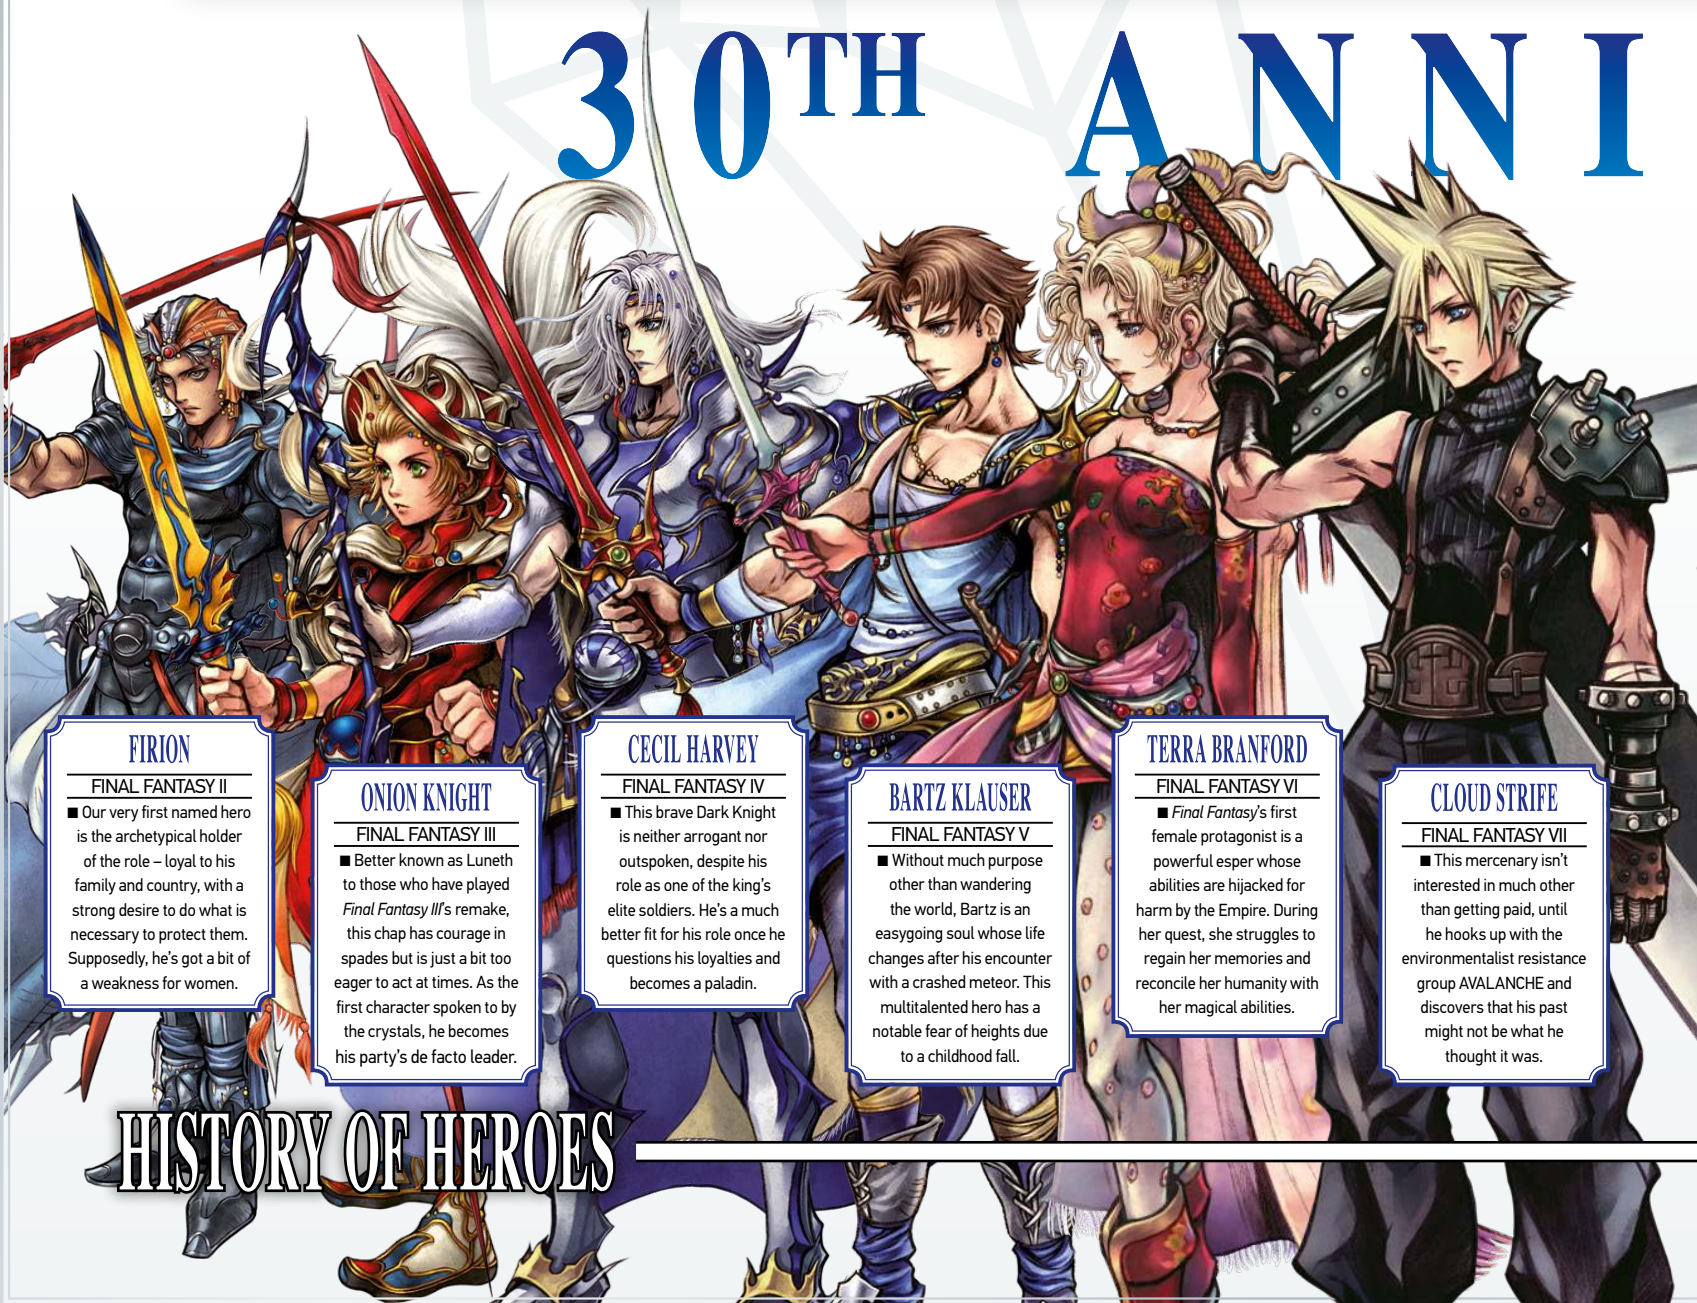 30TH ANNI
FIRION
FINAL FANTASY II
■ Our very first named hero
is the archetypical holder
of the role – loyal to his
family and country, with a
strong desire to do what is
necessary to protect them.
Supposedly, he's got a bit of
a weakness for women.
ONION KNIGHT
FINAL FANTASY III
■ Better known as Luneth
to those who have played
Final Fantasy III's remake,
this chap has courage in
spades but is just a bit too
eager to act at times. As the
first character spoken to by
the crystals, he becomes
his party's de facto leader.
CECIL HARVEY
FINAL FANTASY IV
■ This brave Dark Knight
is neither arrogant nor
outspoken, despite his
role as one of the king's
elite soldiers. He's a much
better fit for his role once he
questions his loyalties and
becomes a paladin.
BARTZ KLAUSER
FINAL FANTASY V
■ Without much purpose
other than wandering
the world, Bartz is an
easygoing soul whose life
changes after his encounter
with a crashed meteor. This
multitalented hero has a
notable fear of heights due
to a childhood fall.
TERRA BRANFORD
FINAL FANTASY VI
■ Final Fantasy's first
female protagonist is a
powerful esper whose
abilities are hijacked for
harm by the Empire. During
her quest, she struggles to
regain her memories and
reconcile her humanity with
her magical abilities.
CLOUD STRIFE
FINAL FANTASY VII
■ This mercenary isn't
interested in much other
than getting paid, until
he hooks up with the
environmentalist resistance
group AVALANCHE and
discovers that his past
might not be what he
thought it was.
HISTORY OF HEROES